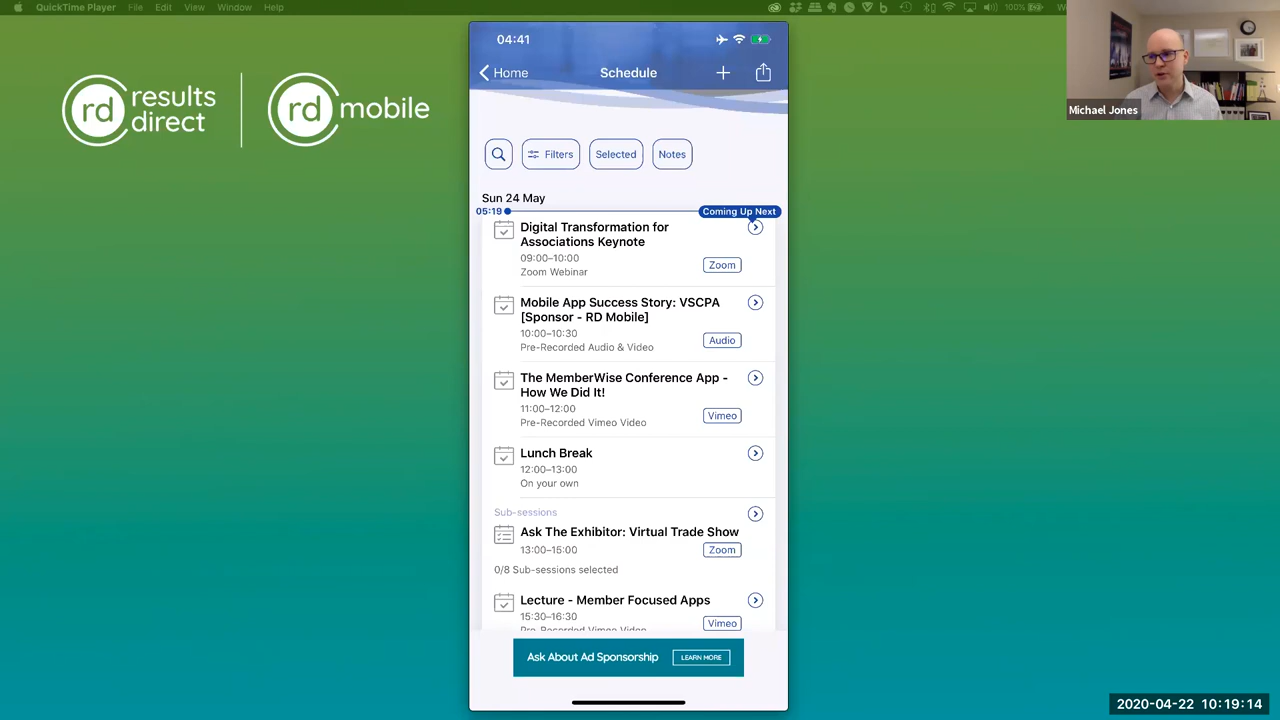 QuickTime Player File Edit View Window Help
100%
rd results direct
rd mobile
Michael Jones
04:41
Home
Schedule
Filters
Selected
Notes
Sun 24 May
05:19
Coming Up Next
Digital Transformation for
Associations Keynote
09:00–10:00
Zoom Webinar
Zoom
Mobile App Success Story: VSCPA
[Sponsor - RD Mobile]
10:00–10:30
Pre-Recorded Audio & Video
Audio
The MemberWise Conference App -
How We Did It!
11:00–12:00
Pre-Recorded Vimeo Video
Vimeo
Lunch Break
12:00–13:00
On your own
Sub-sessions
Ask The Exhibitor: Virtual Trade Show
13:00–15:00
Zoom
0/8 Sub-sessions selected
Lecture - Member Focused Apps
15:30–16:30
Pre-Recorded Vimeo Video
Vimeo
Ask About Ad Sponsorship
LEARN MORE
2020-04-22 10:19:14